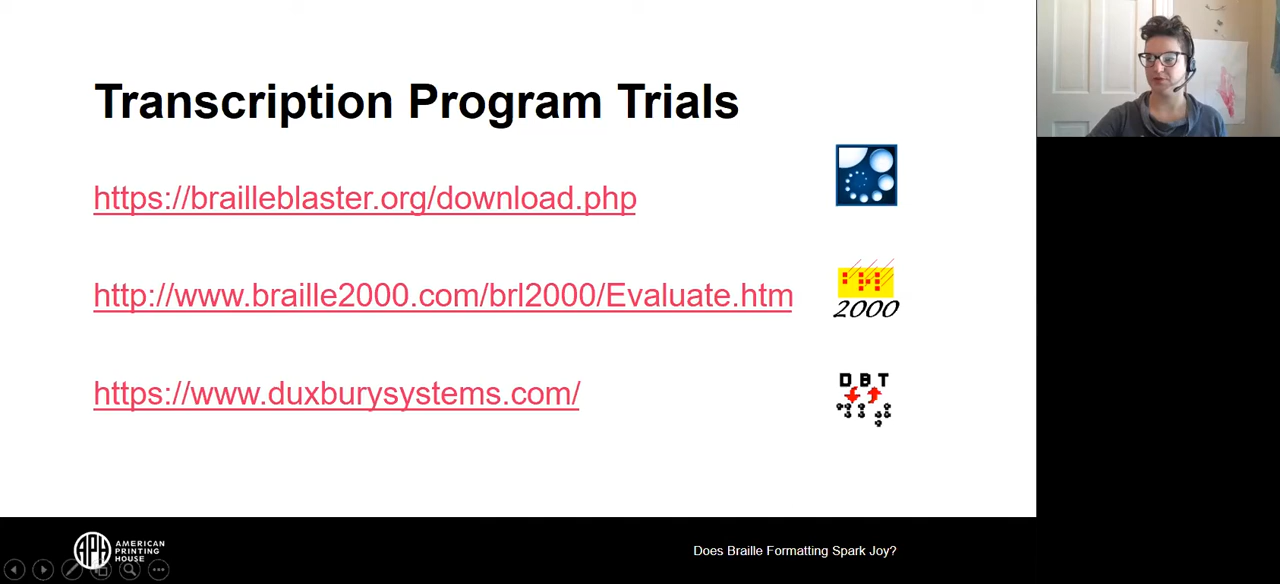 Transcription Program Trials
https://brailleblaster.org/download.php
http://www.braille2000.com/brl2000/Evaluate.htm
2000
https://www.duxburysystems.com/
D B T
APH
AMERICAN
PRINTING
HOUSE
Does Braille Formatting Spark Joy?